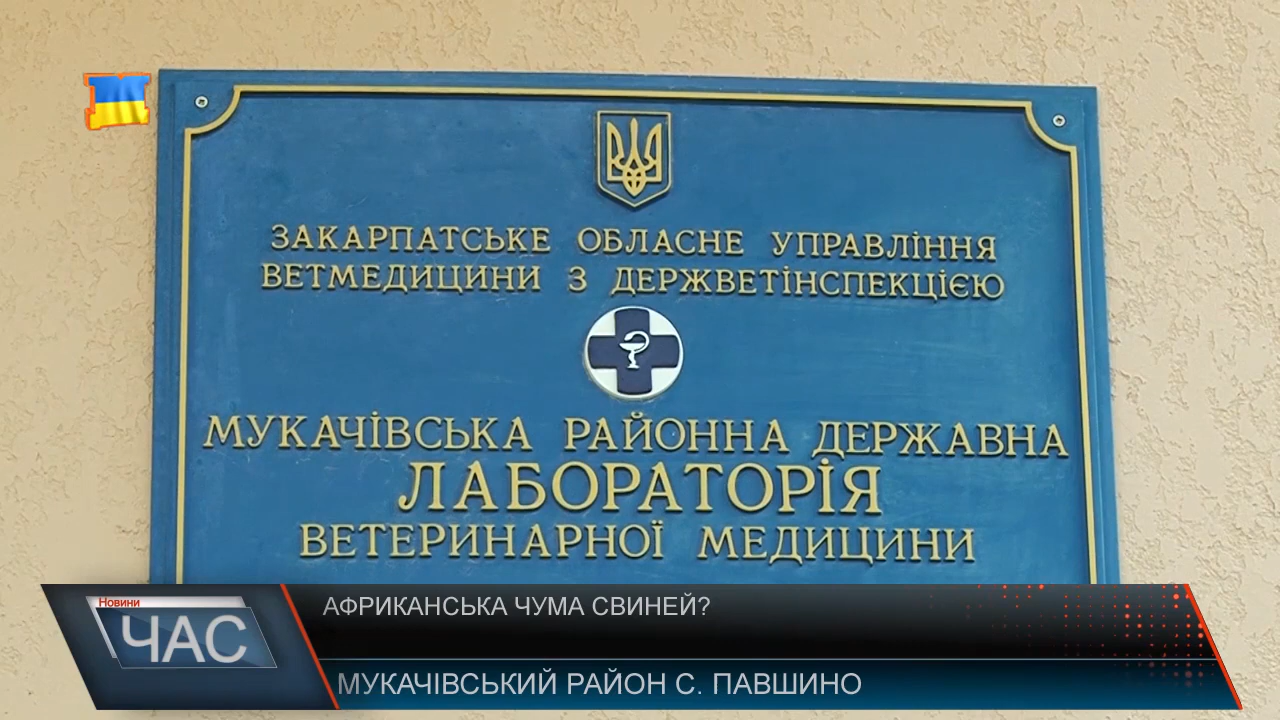 ЗАКАРПАТСЬКЕ ОБЛАСНЕ УПРАВЛІННЯ
ВЕТМЕДИЦИНИ З ДЕРЖВЕТІНСПЕКЦІЄЮ
МУКАЧІВСЬКА РАЙОННА ДЕРЖАВНА
ЛАБОРАТОРІЯ
ВЕТЕРИНАРНОЇ МЕДИЦИНИ
Новини
ЧАС
АФРИКАНСЬКА ЧУМА СВИНЕЙ?
МУКАЧІВСЬКИЙ РАЙОН С. ПАВШИНО